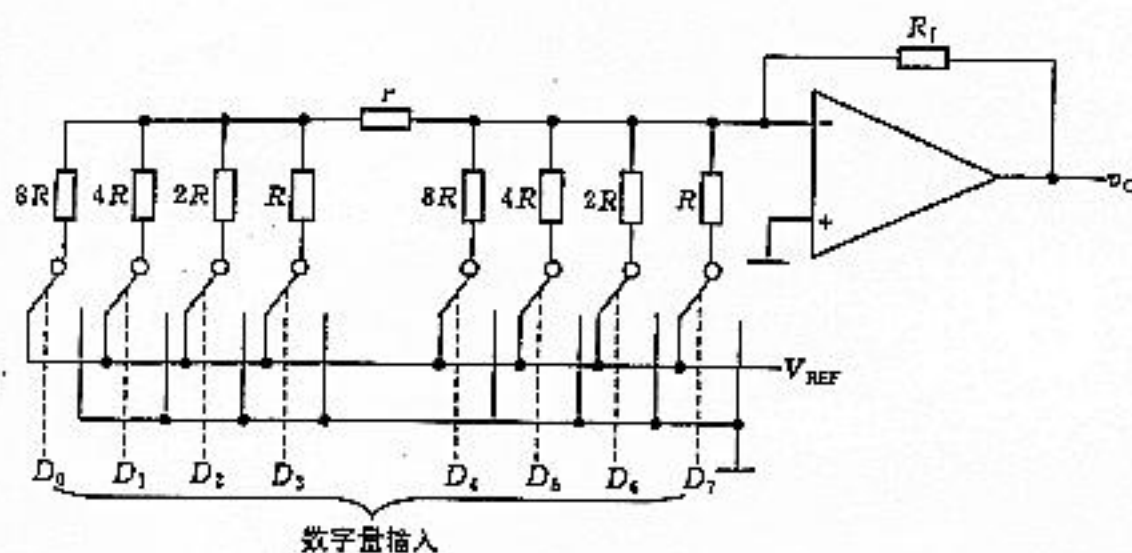 R_f
r
8R 4R 2R R 8R 4R 2R R
−
+
v_O
V_REF
D_0 D_1 D_2 D_3 D_4 D_5 D_6 D_7
数字量输入